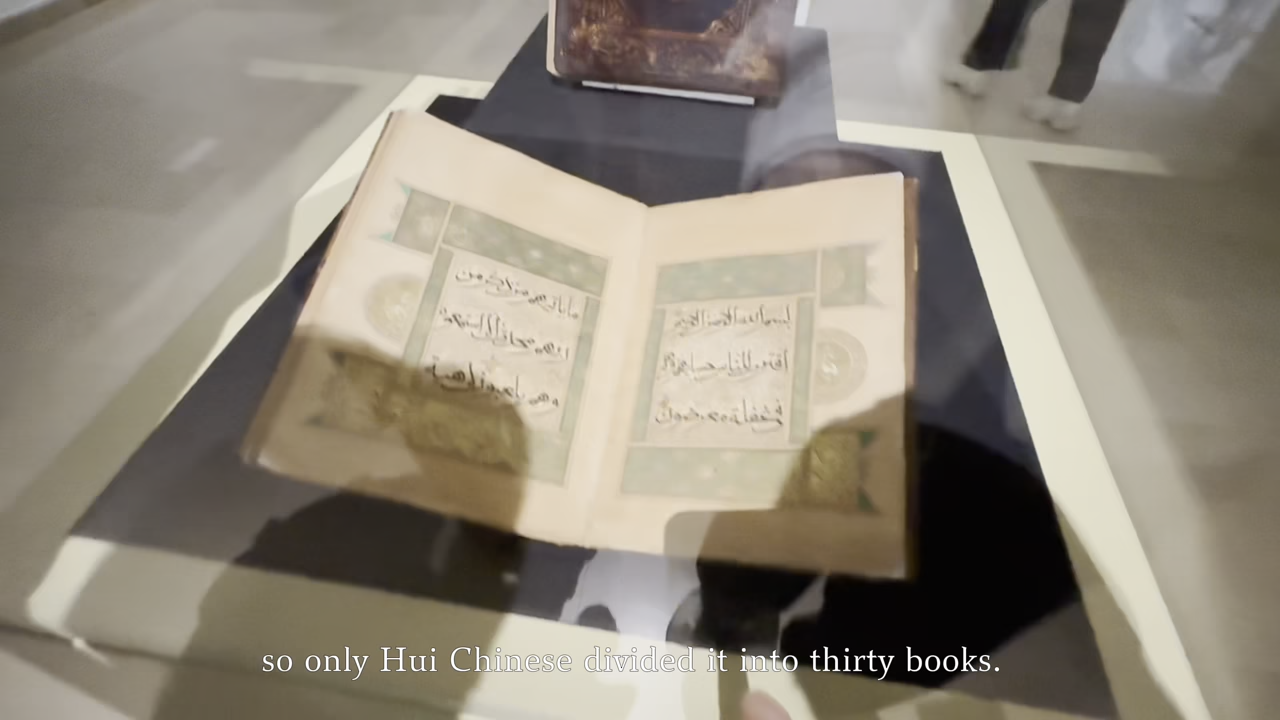 بسم الله الرحمن الرحيم
اقترب للناس حسابهم وهم
في غفلة معرضون
ما يأتيهم من ذكر من
ربهم محدث إلا استمعوه
وهم يلعبون لاهية
so only Hui Chinese divided it into thirty books.